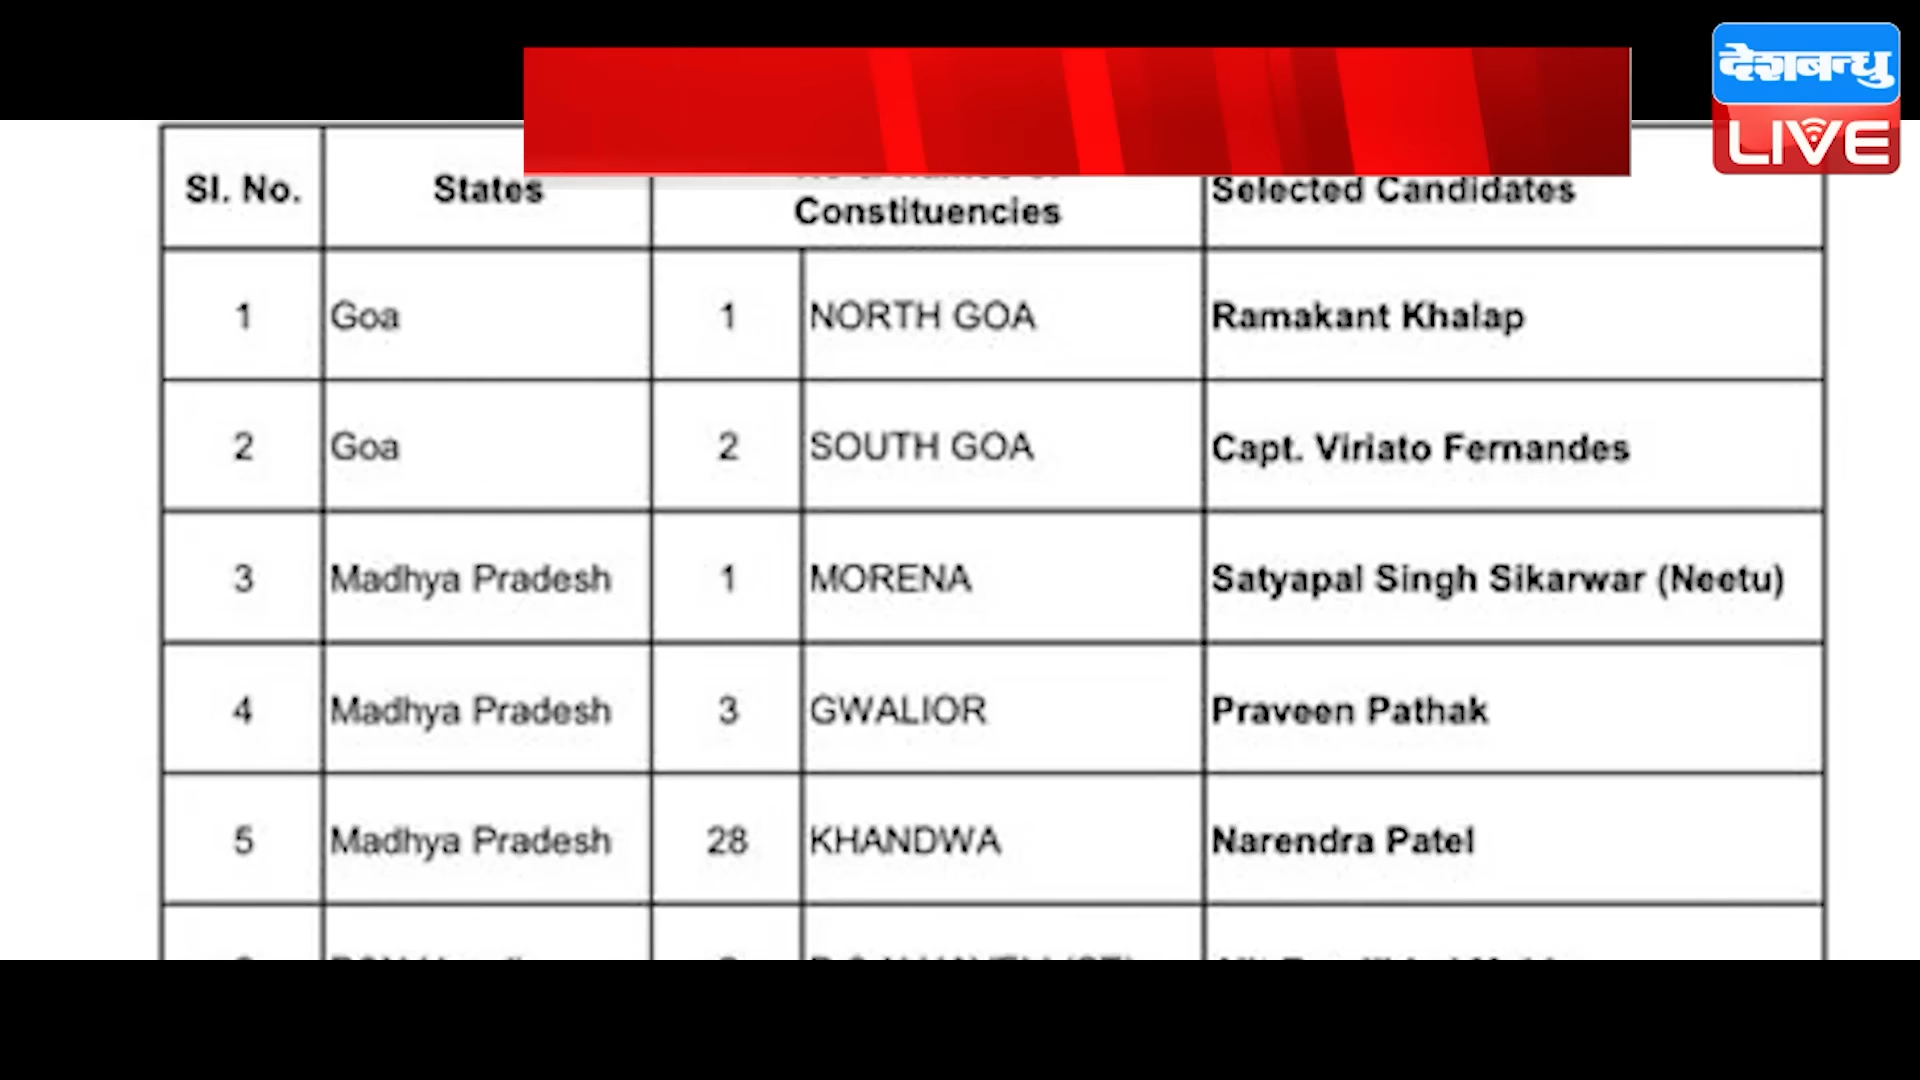 देशबन्धु
LIVE
Sl. No. States Constituencies Selected Candidates
1 Goa 1 NORTH GOA Ramakant Khalap
2 Goa 2 SOUTH GOA Capt. Viriato Fernandes
3 Madhya Pradesh 1 MORENA Satyapal Singh Sikarwar (Neetu)
4 Madhya Pradesh 3 GWALIOR Praveen Pathak
5 Madhya Pradesh 28 KHANDWA Narendra Patel